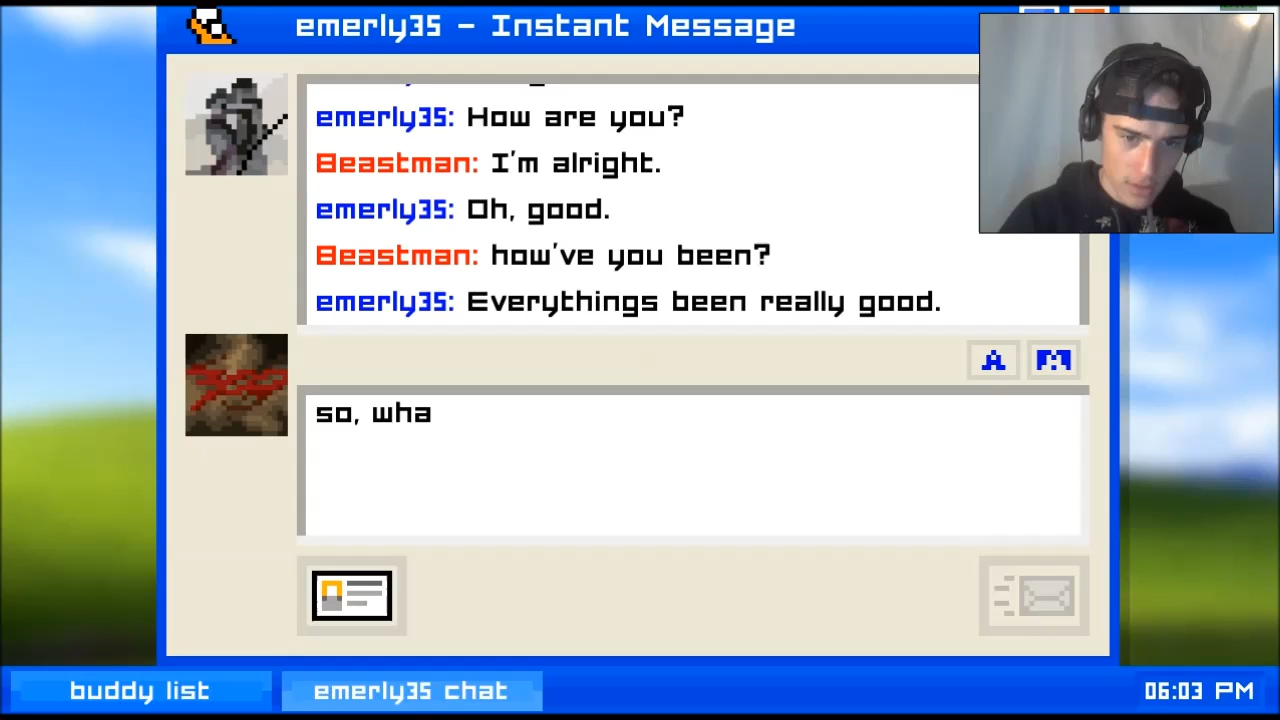 emerly35 - Instant Message
emerly35: How are you?
Beastman: I'm alright.
emerly35: Oh, good.
Beastman: how've you been?
emerly35: Everythings been really good.
A M
so, wha
buddy list
emerly35 chat
06:03 PM